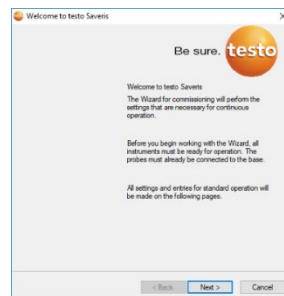 Welcome to testo Saveris
Be sure. testo
Welcome to testo Saveris
The Wizard for commissioning will perform the
settings that are necessary for continuous
operation.
Before you begin working with the Wizard, all
instruments must be ready for operation. The
probes must already be connected to the base.
All settings and entries for standard operation will
be made on the following pages.
< Back Next > Cancel